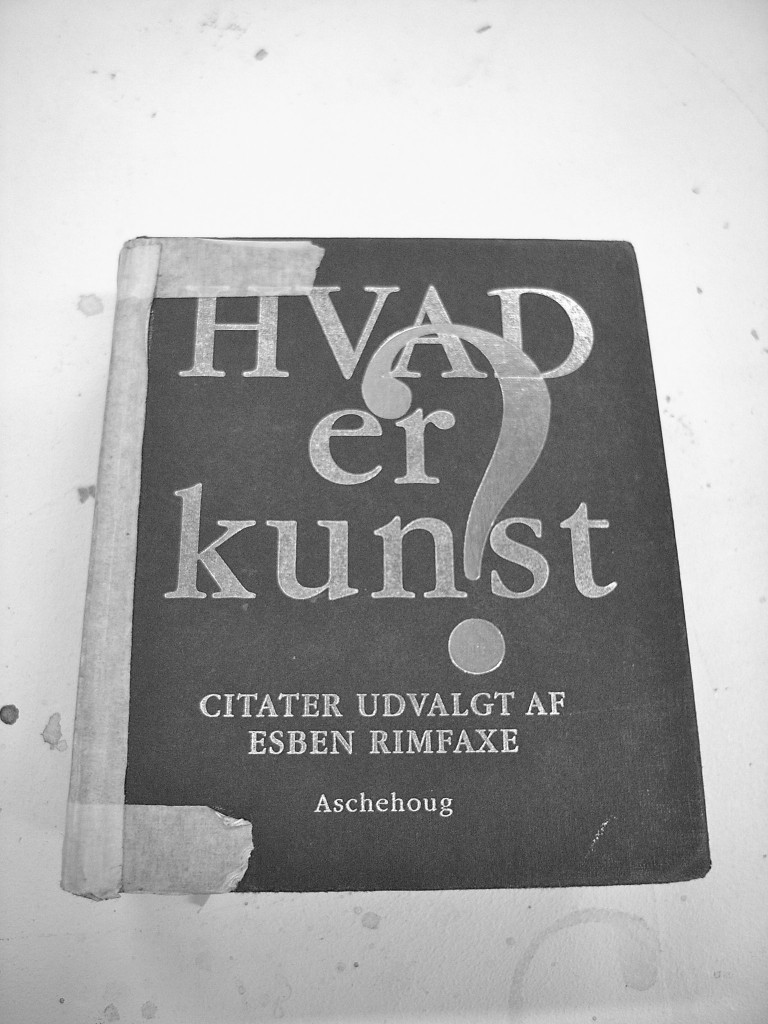 HVAD
er
kunst?
CITATER UDVALGT AF
ESBEN RIMFAXE
Aschehoug